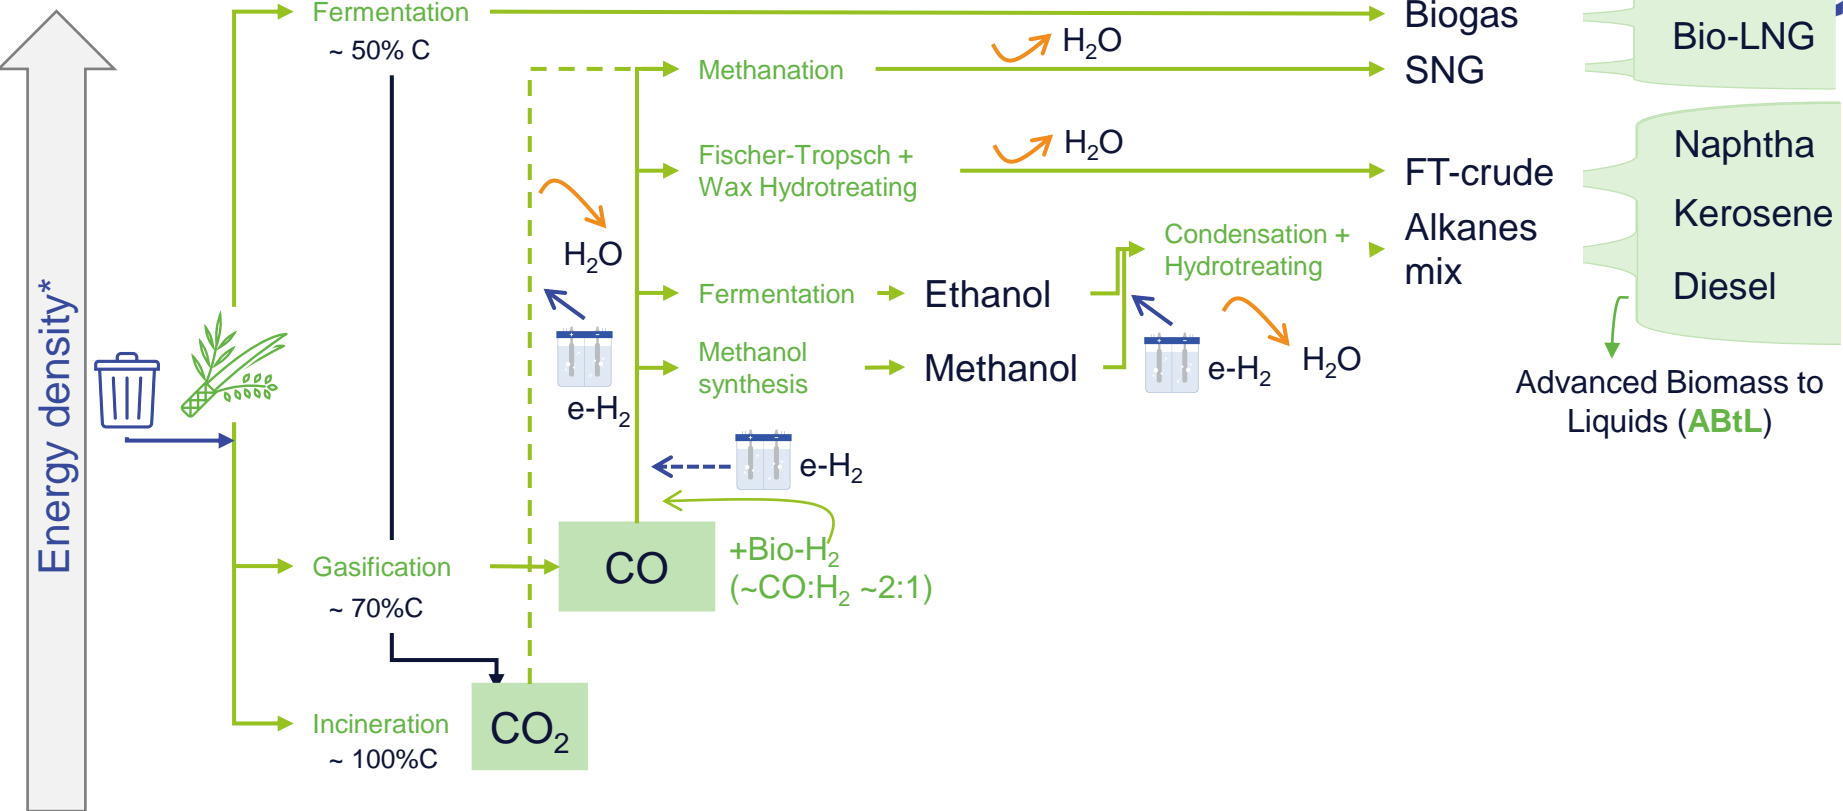 Energy density*
Fermentation
~ 50% C
Gasification
~ 70%C
Incineration
~ 100%C
CO2
CO
+Bio-H2
(~CO:H2 ~2:1)
e-H2
H2O
e-H2
Methanation
H2O
Fischer-Tropsch +
Wax Hydrotreating
H2O
Fermentation
Ethanol
Methanol
synthesis
Methanol
Condensation +
Hydrotreating
e-H2
H2O
Biogas
SNG
FT-crude
Alkanes
mix
Bio-LNG
Naphtha
Kerosene
Diesel
Advanced Biomass to
Liquids (ABtL)